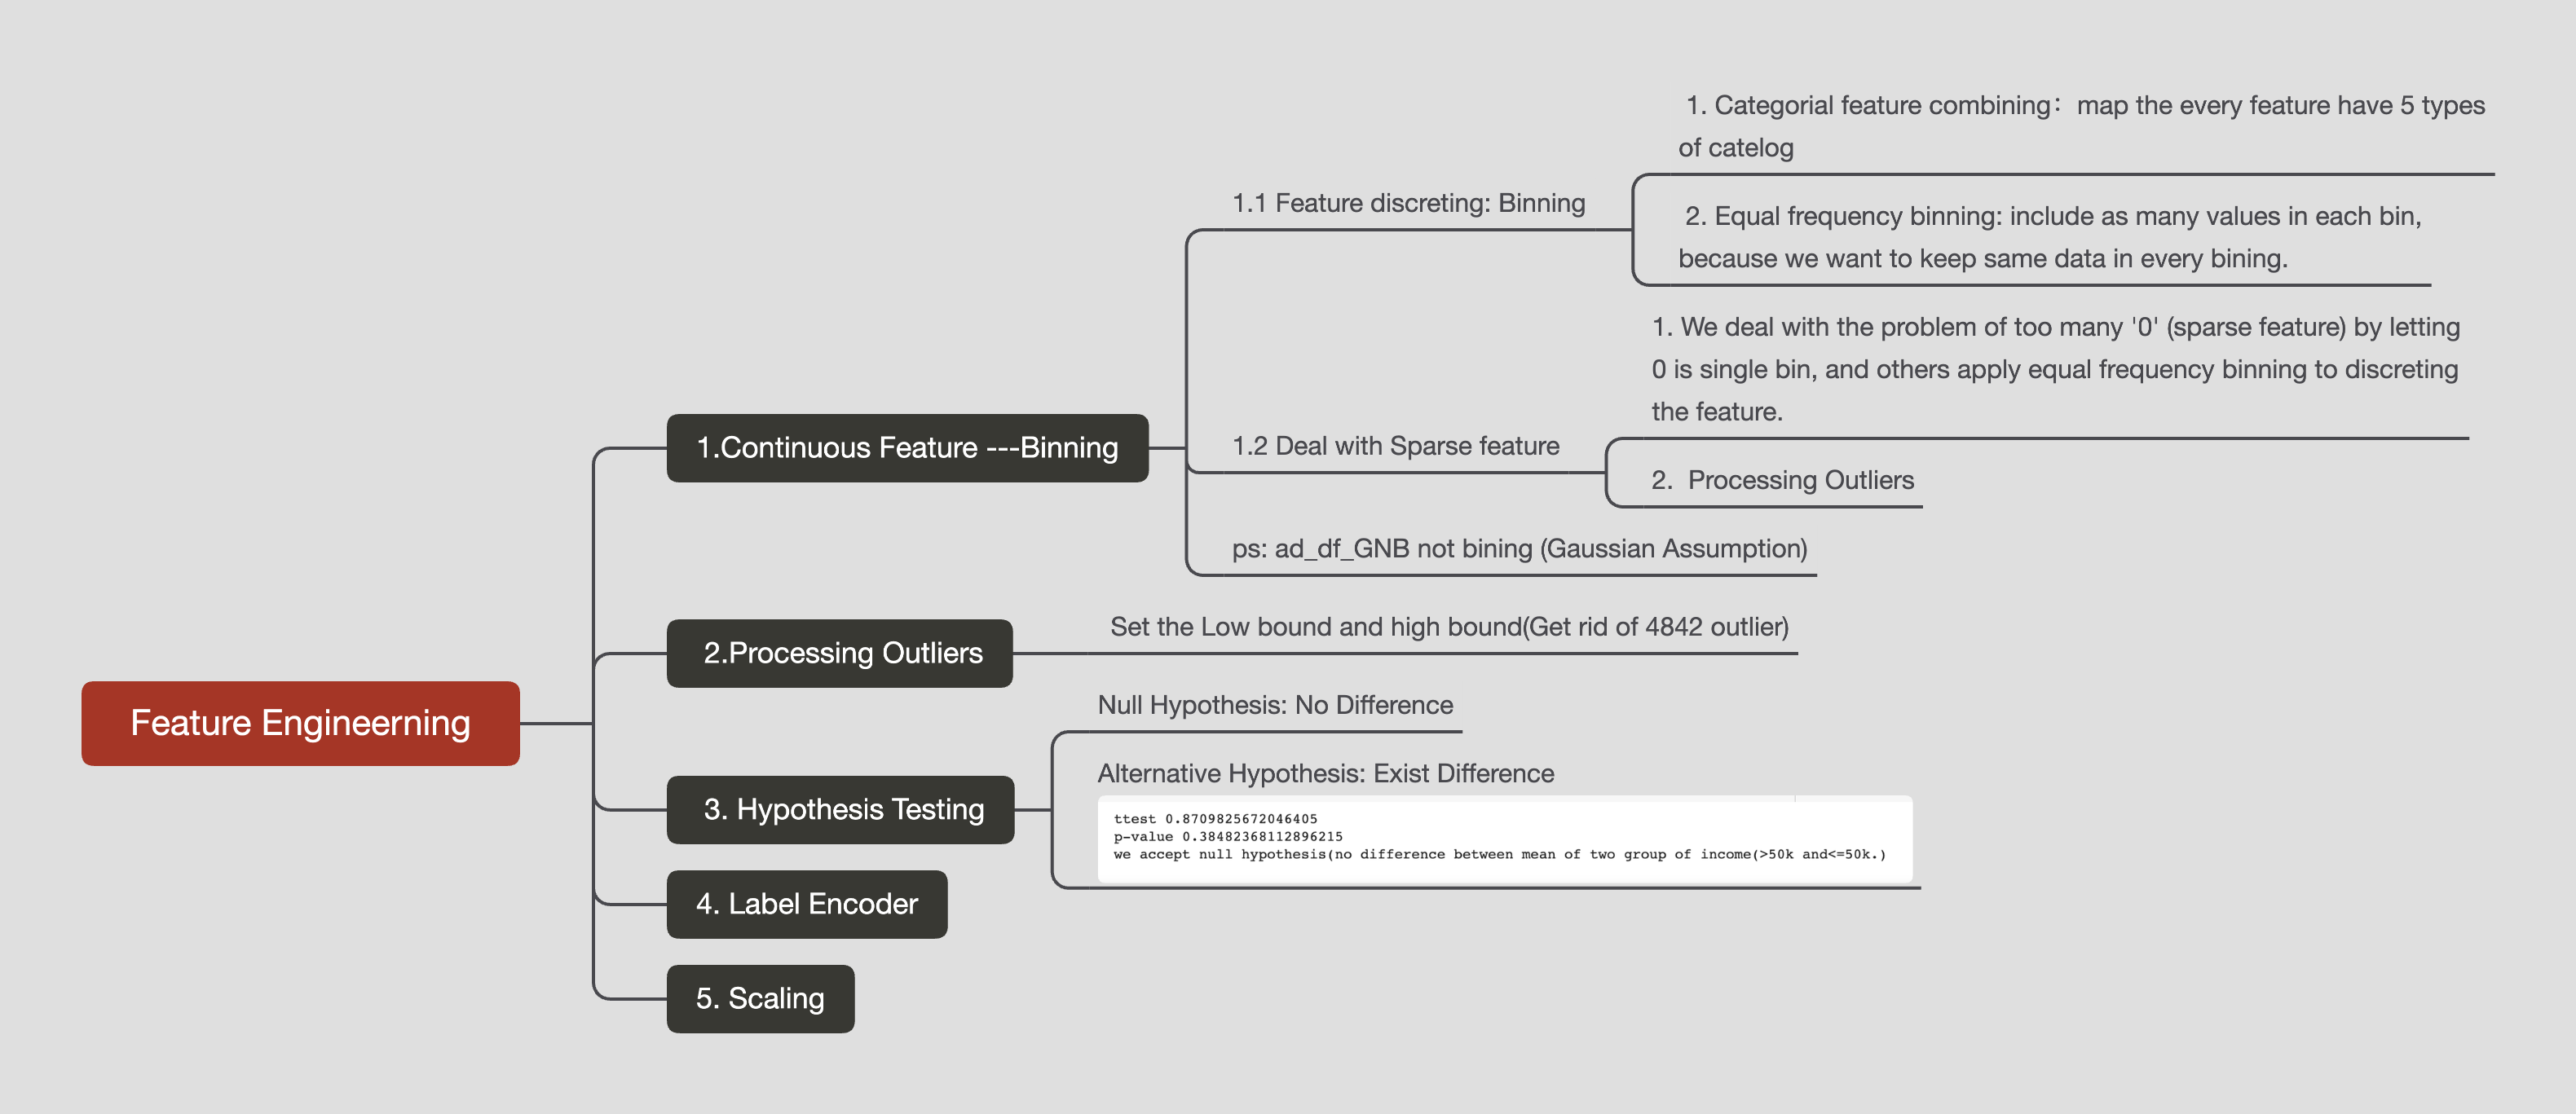 Feature Engineerning
1.Continuous Feature ---Binning
1.1 Feature discreting: Binning
1. Categorial feature combining： map the every feature have 5 types
of catelog
2. Equal frequency binning: include as many values in each bin,
because we want to keep same data in every bining.
1.2 Deal with Sparse feature
1. We deal with the problem of too many '0' (sparse feature) by letting
0 is single bin, and others apply equal frequency binning to discreting
the feature.
2. Processing Outliers
ps: ad_df_GNB not bining (Gaussian Assumption)
2.Processing Outliers
Set the Low bound and high bound(Get rid of 4842 outlier)
3. Hypothesis Testing
Null Hypothesis: No Difference
Alternative Hypothesis: Exist Difference
ttest 0.8709825672046405
p-value 0.38482368112896215
we accept null hypothesis(no difference between mean of two group of income(>50k and<=50k.)
4. Label Encoder
5. Scaling